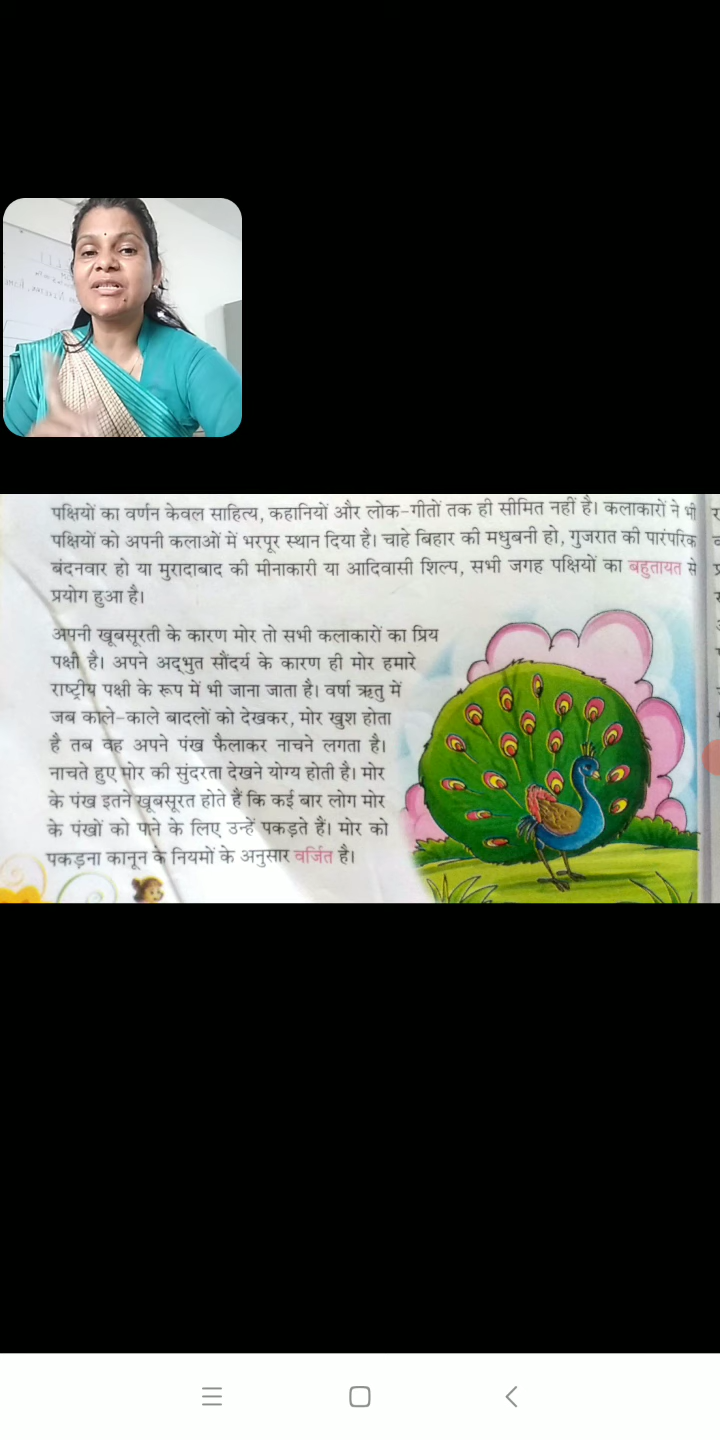 पक्षियों का वर्णन केवल साहित्य, कहानियों और लोक-गीतों तक ही सीमित नहीं है। कलाकारों ने भी
पक्षियों को अपनी कलाओं में भरपूर स्थान दिया है। चाहे बिहार की मधुबनी हो, गुजरात की पारंपरिक
बंदनवार हो या मुरादाबाद की मीनाकारी या आदिवासी शिल्प, सभी जगह पक्षियों का बहुतायत से
प्रयोग हुआ है।
अपनी खूबसूरती के कारण मोर तो सभी कलाकारों का प्रिय
पक्षी है। अपने अद्भुत सौंदर्य के कारण ही मोर हमारे
राष्ट्रीय पक्षी के रूप में भी जाना जाता है। वर्षा ऋतु में
जब काले-काले बादलों को देखकर, मोर खुश होता
है तब वह अपने पंख फैलाकर नाचने लगता है।
नाचते हुए मोर की सुंदरता देखने योग्य होती है। मोर
के पंख इतने खूबसूरत होते हैं कि कई बार लोग मोर
के पंखों को पाने के लिए उन्हें पकड़ते हैं। मोर को
पकड़ना कानून के नियमों के अनुसार वर्जित है।